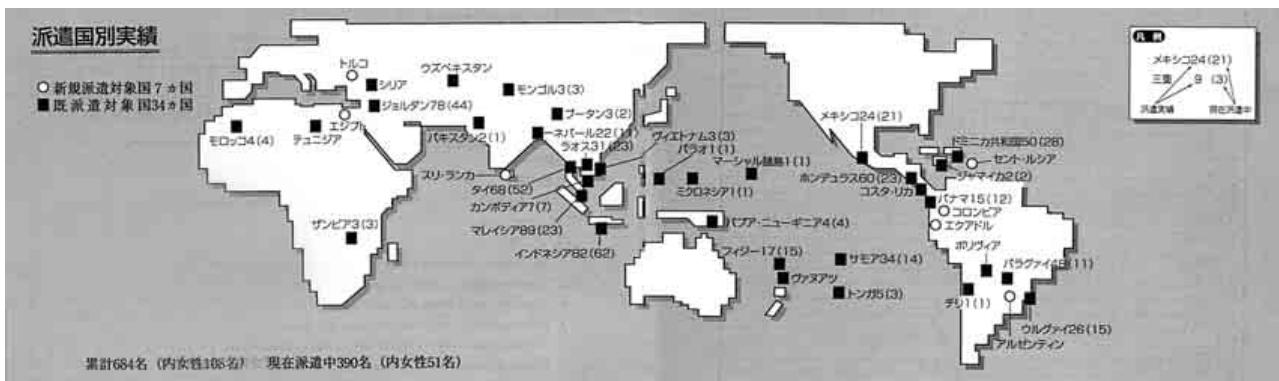 派遣国別実績
○新規派遣対象国7ヵ国
■既派遣対象国34ヵ国
トルコ
シリア
ウズベキスタン
モンゴル3(3)
ジョルダン78(44)
ブータン3(2)
エジプト
モロッコ4(4)
テュニジア
パキスタン2(1)
ネパール22(11)
ラオス31(23)
ヴィエトナム3(3)
パラオ1(1)
マーシャル諸島1(1)
スリ・ランカ
タイ68(52)
ミクロネシア1(1)
カンボディア7(7)
マレイシア89(23)
パプア・ニューギニア4(4)
インドネシア82(62)
ザンビア3(3)
フィジー17(15)
サモア34(14)
ヴァヌアツ
トンガ5(3)
メキシコ24(21)
ドミニカ共和国50(28)
セント・ルシア
ジャマイカ2(2)
ホンデュラス60(23)
コスタ・リカ
パナマ15(12)
コロンビア
エクアドル
ボリヴィア
チリ1(1)
ウルグァイ26(15)
アルゼンティン
凡例
メキシコ24(21)
三重 9 (3)
派遣実績
現在派遣中
累計684名(内女性108名) 現在派遣中390名(内女性51名)